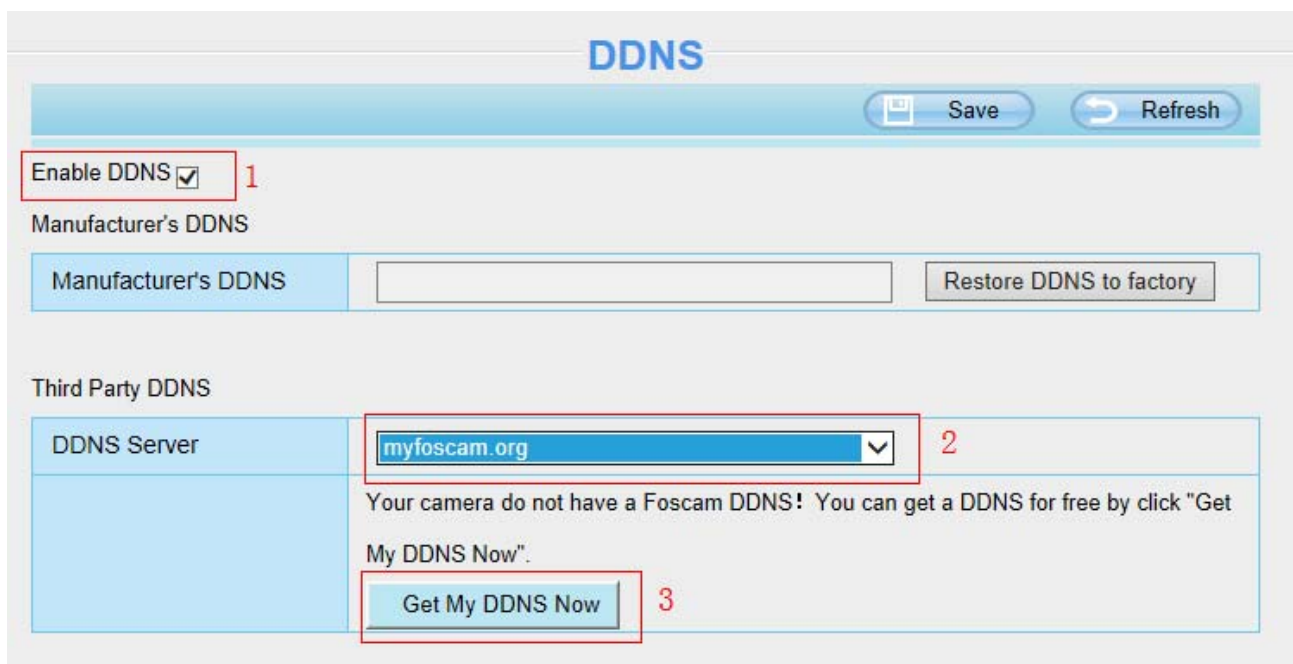 DDNS
Save Refresh
Enable DDNS 1
Manufacturer's DDNS
Manufacturer's DDNS Restore DDNS to factory
Third Party DDNS
DDNS Server myfoscam.org 2
Your camera do not have a Foscam DDNS! You can get a DDNS for free by click "Get
My DDNS Now".
Get My DDNS Now 3